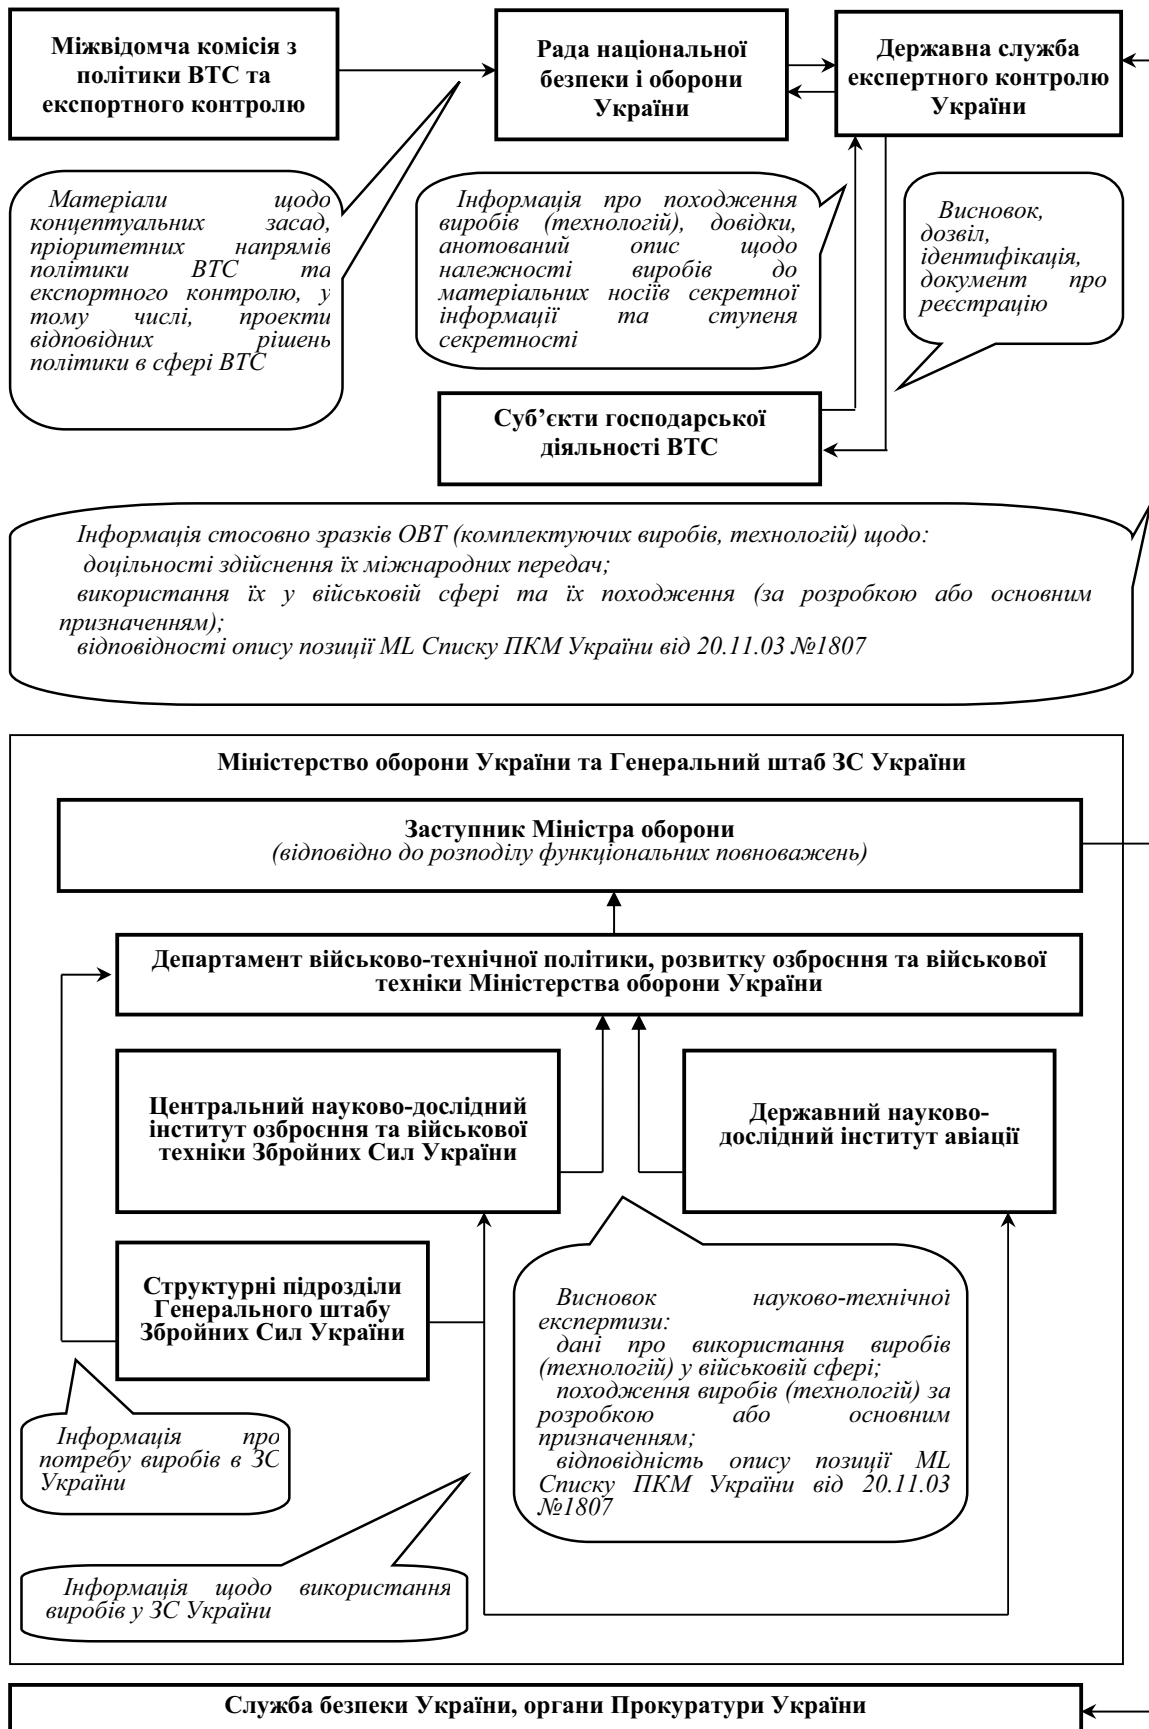 Міжвідомча комісія з
політики ВТС та
експортного контролю
Рада національної
безпеки і оборони
України
Державна служба
експертного контролю
України
Матеріали щодо
концептуальних засад,
пріоритетних напрямів
політики ВТС та
експортного контролю, у
тому числі, проекти
відповідних рішень
політики в сфері ВТС
Інформація про походження
виробів (технологій), довідки,
анотований опис щодо
належності виробів до
матеріальних носіїв секретної
інформації та ступеня
секретності
Висновок,
дозвіл,
ідентифікація,
документ про
реєстрацію
Суб’єкти господарської
діяльності ВТС
Інформація стосовно зразків ОВТ (комплектуючих виробів, технологій) щодо:
доцільності здійснення їх міжнародних передач;
використання їх у військовій сфері та їх походження (за розробкою або основним
призначенням);
відповідності опису позиції ML Списку ПКМ України від 20.11.03 №1807
Міністерство оборони України та Генеральний штаб ЗС України
Заступник Міністра оборони
(відповідно до розподілу функціональних повноважень)
Департамент військово-технічної політики, розвитку озброєння та військової
техніки Міністерства оборони України
Центральний науково-дослідний
інститут озброєння та військової
техніки Збройних Сил України
Державний науково-
дослідний інститут авіації
Структурні підрозділи
Генерального штабу
Збройних Сил України
Висновок науково-технічної
експертизи:
дані про використання виробів
(технологій) у військовій сфері;
походження виробів (технологій) за
розробкою або основним
призначенням;
відповідність опису позиції ML
Списку ПКМ України від 20.11.03
№1807
Інформація про
потребу виробів в ЗС
України
Інформація щодо використання
виробів у ЗС України
Служба безпеки України, органи Прокуратури України